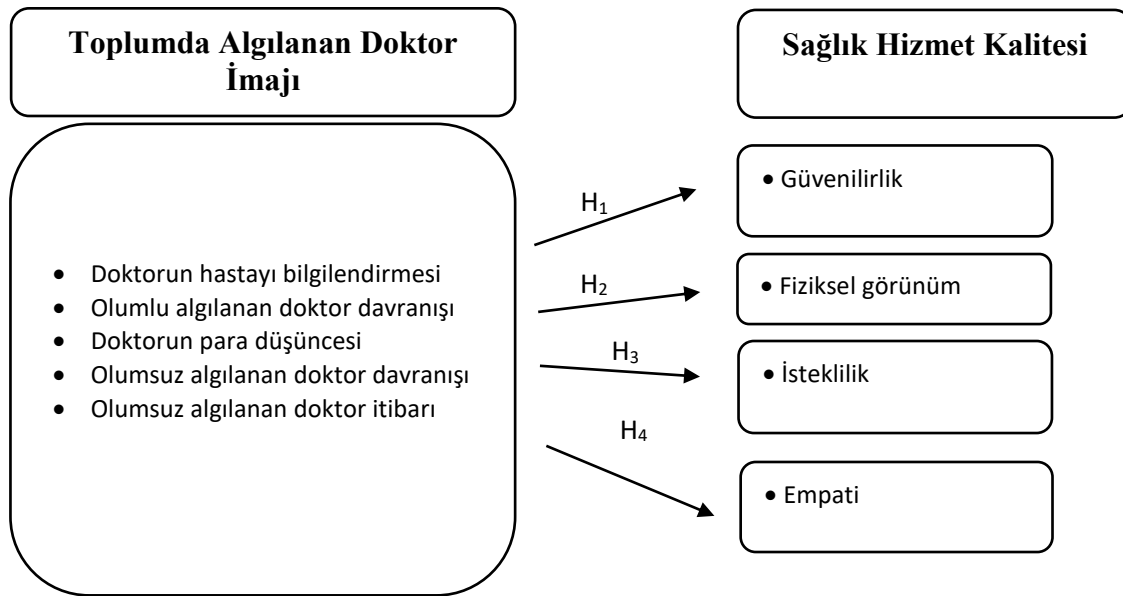 Toplumda Algılanan Doktor
İmajı
Sağlık Hizmet Kalitesi
• Doktorun hastayı bilgilendirmesi
• Olumlu algılanan doktor davranışı
• Doktorun para düşüncesi
• Olumsuz algılanan doktor davranışı
• Olumsuz algılanan doktor itibarı
H₁
H₂
H₃
H₄
• Güvenilirlik
• Fiziksel görünüm
• İsteklilik
• Empati